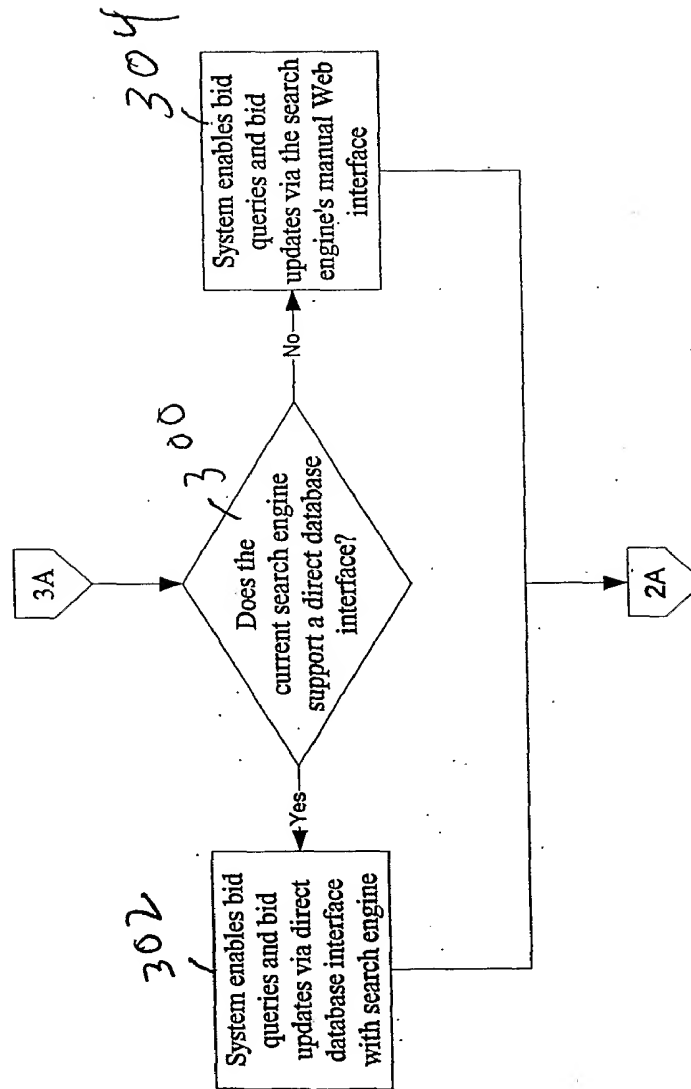 3A
300
Does the
current search engine
support a direct database
interface?
Yes
No
302
System enables bid
queries and bid
updates via direct
database interface
with search engine
304
System enables bid
queries and bid
updates via the search
engine's manual Web
interface
2A